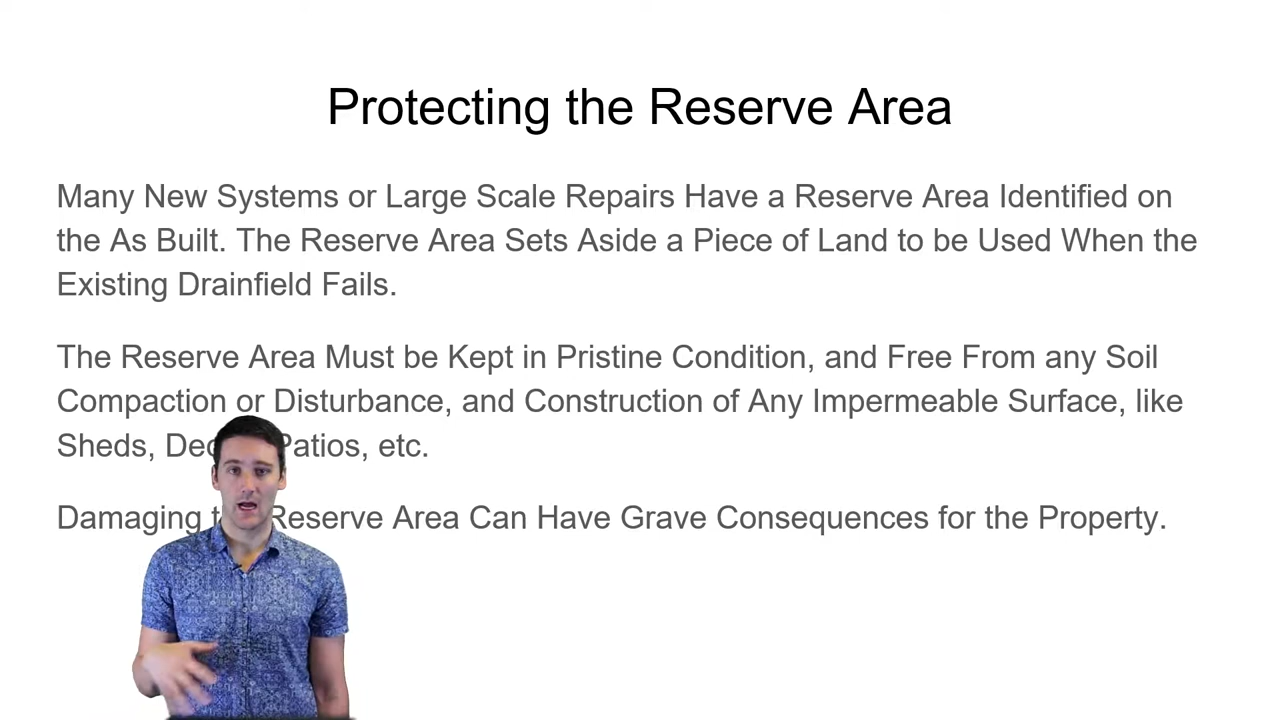 Protecting the Reserve Area
Many New Systems or Large Scale Repairs Have a Reserve Area Identified on
the As Built. The Reserve Area Sets Aside a Piece of Land to be Used When the
Existing Drainfield Fails.
The Reserve Area Must be Kept in Pristine Condition, and Free From any Soil
Compaction or Disturbance, and Construction of Any Impermeable Surface, like
Sheds, Patios, etc.
Damaging Reserve Area Can Have Grave Consequences for the Property.